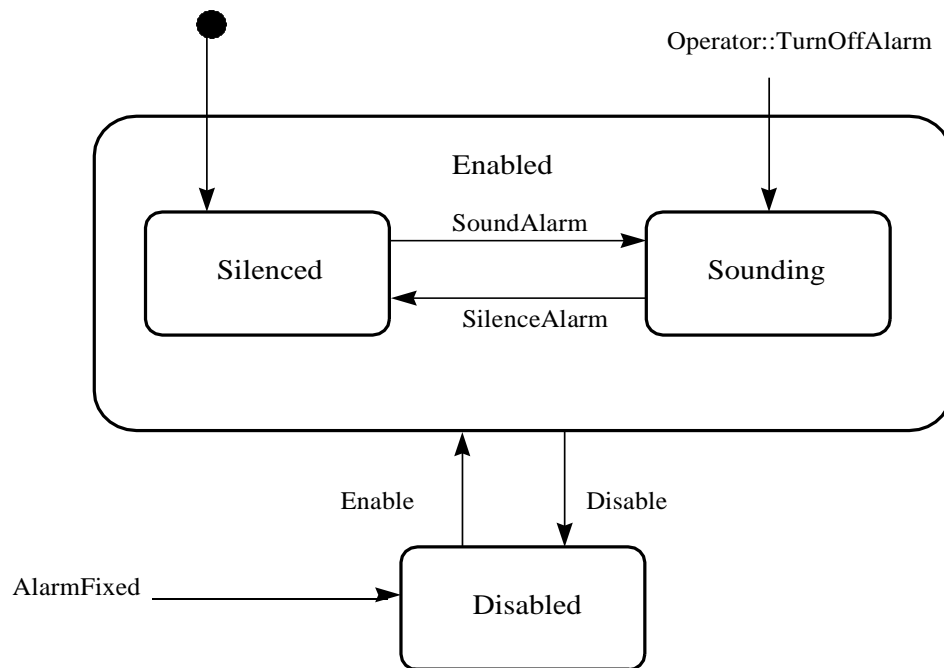 Operator::TurnOffAlarm
Enabled
SoundAlarm
Silenced
Sounding
SilenceAlarm
Enable
Disable
AlarmFixed
Disabled